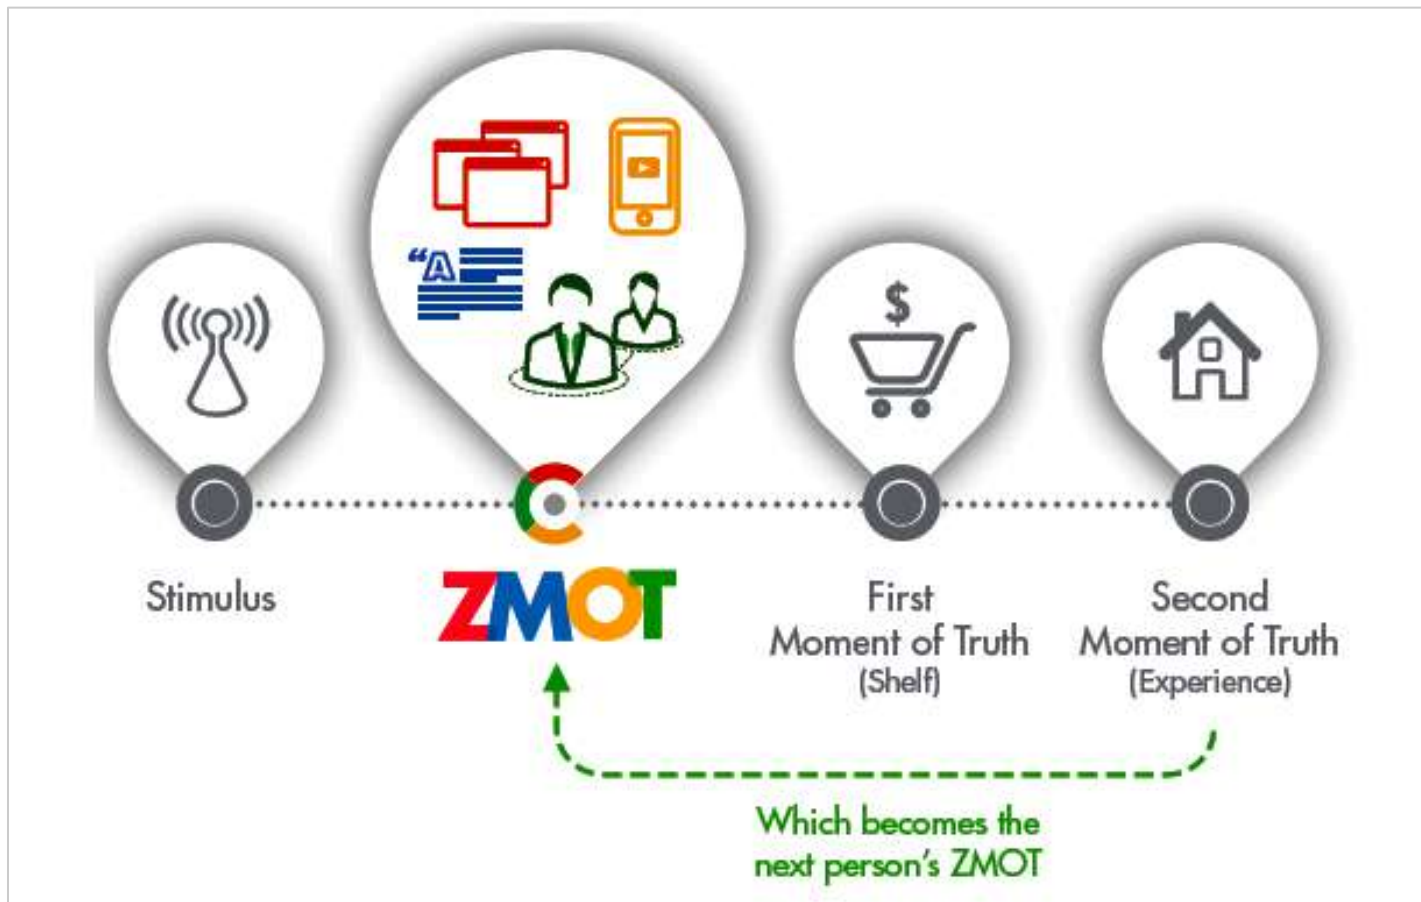 $
“A
Stimulus
ZMOT
First
Moment of Truth
(Shelf)
Second
Moment of Truth
(Experience)
Which becomes the
next person's ZMOT